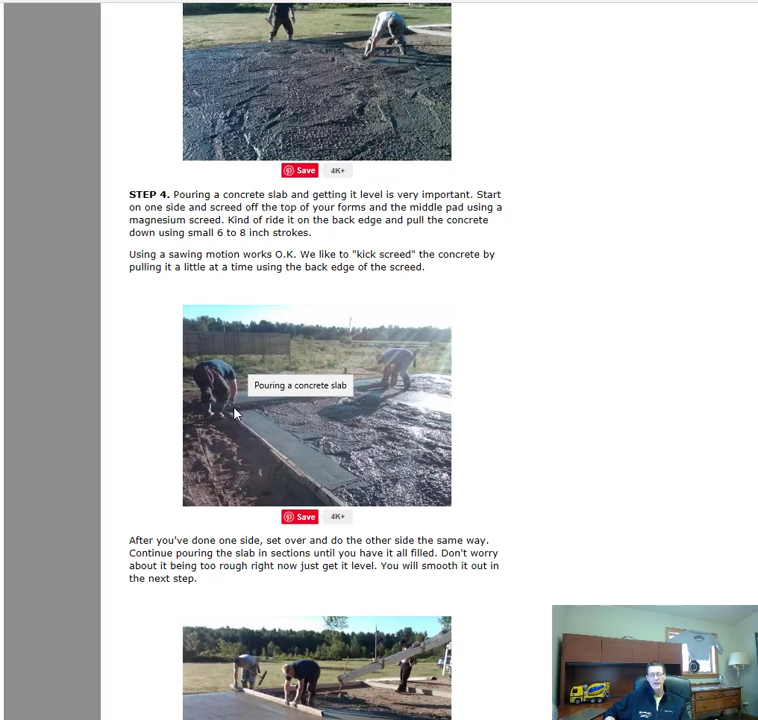 Save
4K+
STEP 4. Pouring a concrete slab and getting it level is very important. Start
on one side and screed off the top of your forms and the middle pad using a
magnesium screed. Kind of ride it on the back edge and pull the concrete
down using small 6 to 8 inch strokes.
Using a sawing motion works O.K. We like to "kick screed" the concrete by
pulling it a little at a time using the back edge of the screed.
Pouring a concrete slab
Save
4K+
After you've done one side, set over and do the other side the same way.
Continue pouring the slab in sections until you have it all filled. Don't worry
about it being too rough right now just get it level. You will smooth it out in
the next step.